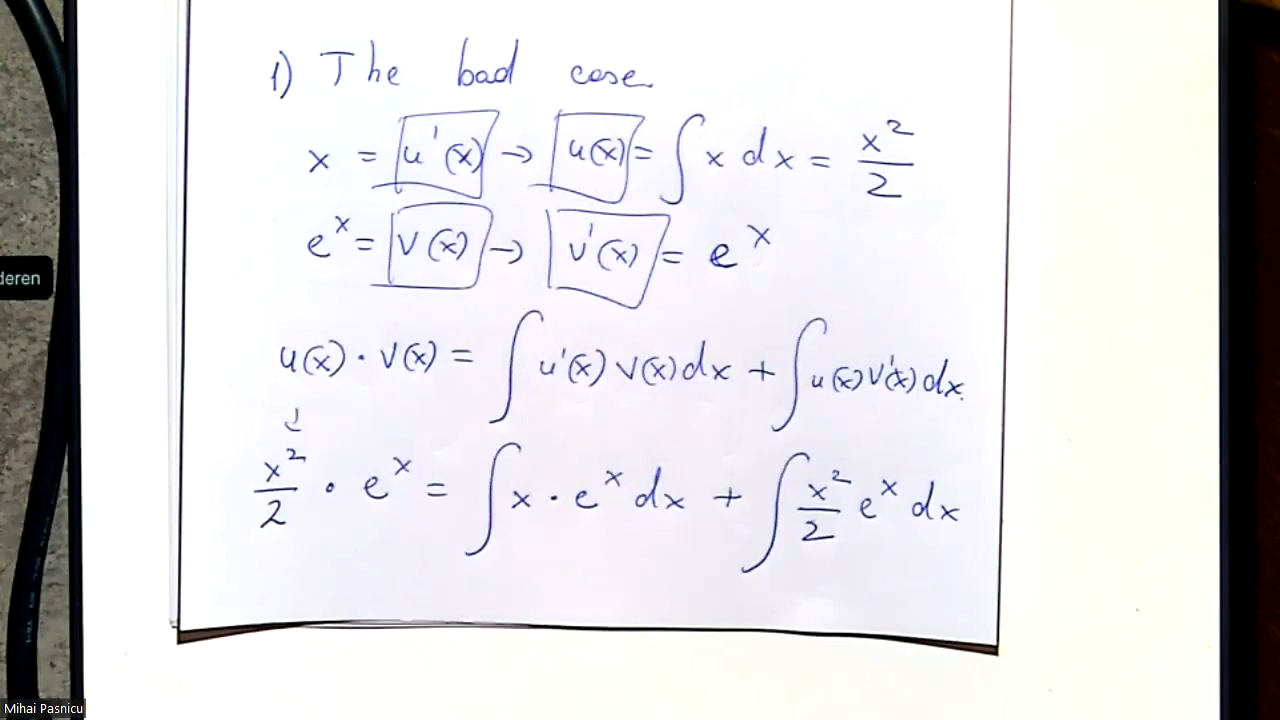 1) The bad case
x = u'(x) → u(x) = ∫ x dx = x²/2
deren
eˣ = v(x) → v'(x) = eˣ
u(x) · v(x) = ∫ u'(x) v(x) dx + ∫ u(x) v'(x) dx.
↓
x²/2 · eˣ = ∫ x · eˣ dx + ∫ x²/2 eˣ dx
Mihai Pasnicu